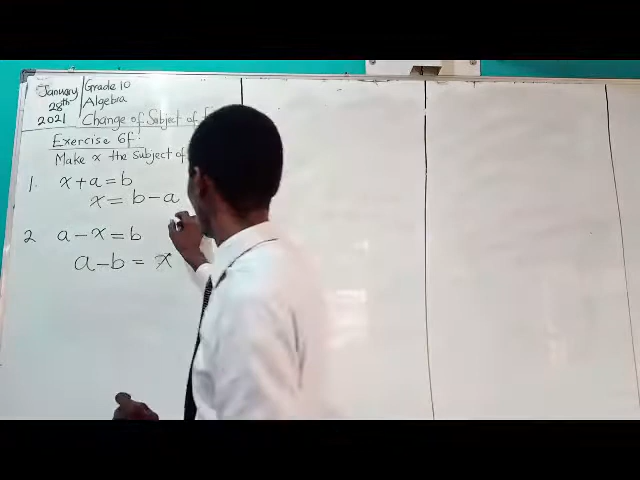 January 28th 2021
Grade 10
Algebra
Change of Subject of
Exercise 6f
Make x the Subject of
1. x + a = b
x = b - a
2 a - x = b
a - b = x